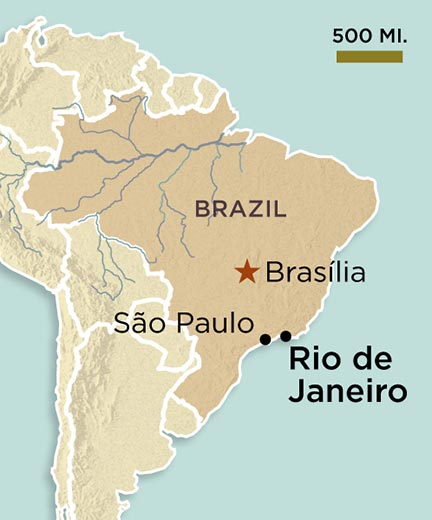 500 MI.
BRAZIL
Brasília
São Paulo
Rio de
Janeiro